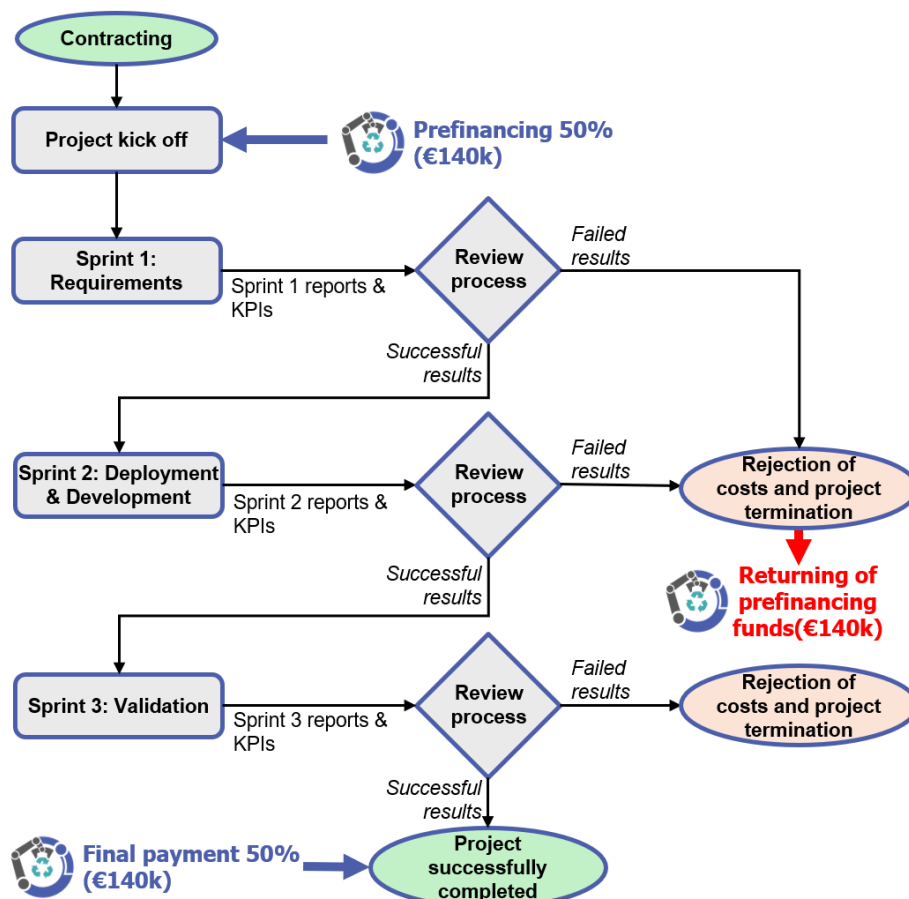 Contracting
Project kick off
Prefinancing 50%
(€140k)
Sprint 1:
Requirements
Sprint 1 reports &
KPIs
Review
process
Failed
results
Successful
results
Sprint 2: Deployment
& Development
Sprint 2 reports &
KPIs
Review
process
Failed
results
Rejection of
costs and project
termination
Successful
results
Returning of
prefinancing
funds(€140k)
Sprint 3: Validation
Sprint 3 reports &
KPIs
Review
process
Failed
results
Rejection of
costs and project
termination
Successful
results
Final payment 50%
(€140k)
Project
successfully
completed